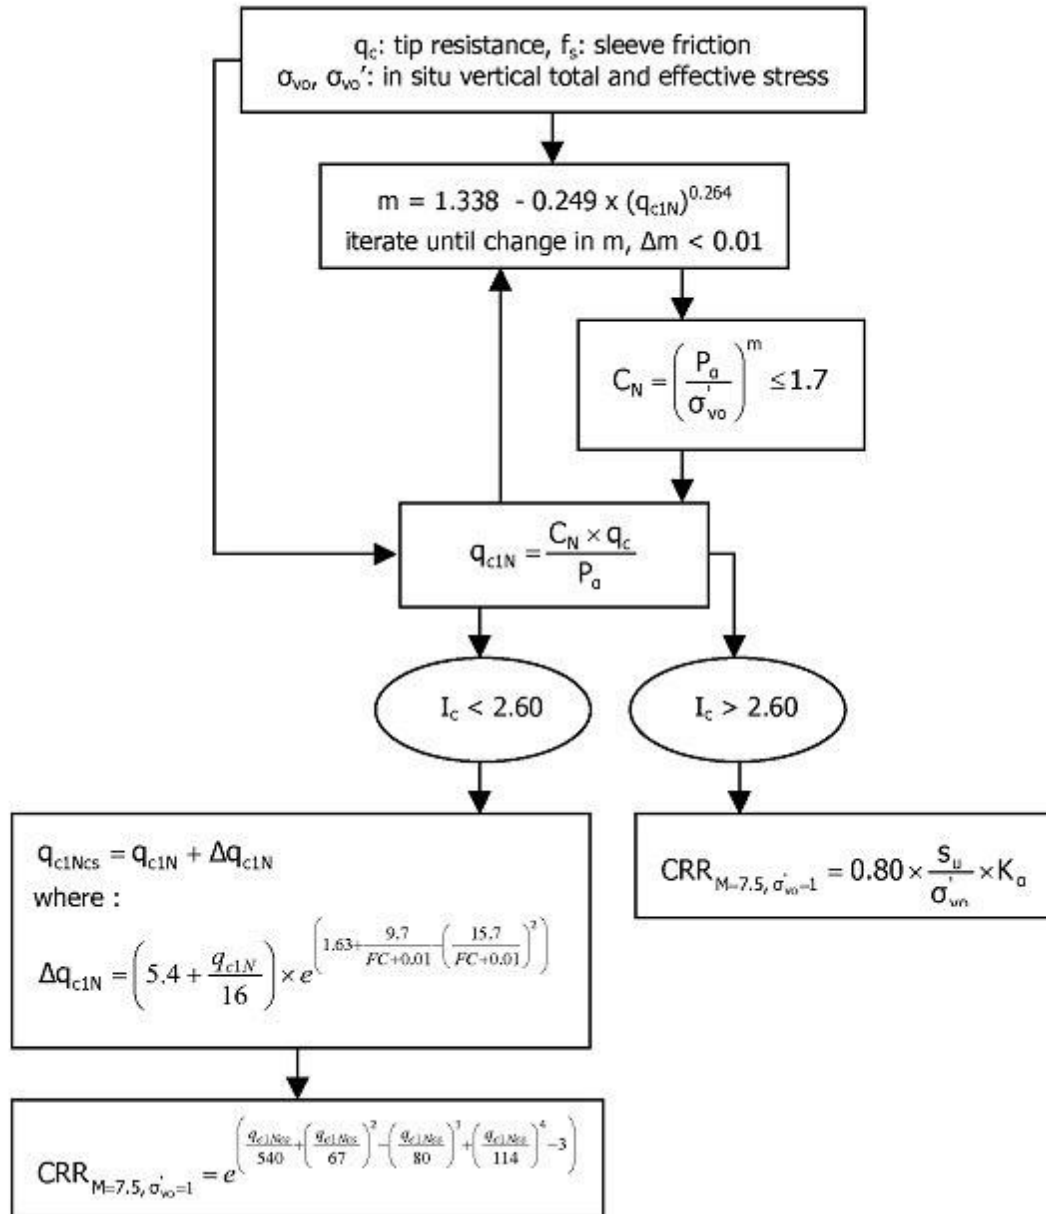 q_c: tip resistance, f_s: sleeve friction
σ_vo, σ_vo': in situ vertical total and effective stress
m = 1.338 - 0.249 x (q_c1N)^0.264
iterate until change in m, Δm < 0.01
C_N = (P_a / σ'_vo)^m ≤ 1.7
q_c1N = (C_N × q_c) / P_a
I_c < 2.60
I_c > 2.60
q_c1Ncs = q_c1N + Δq_c1N
where :
Δq_c1N = (5.4 + q_c1N / 16) × e^(1.63 + 9.7 / (FC+0.01) - (15.7 / (FC+0.01))^2)
CRR_M=7.5, σ'_vo=1 = 0.80 × s_u / σ'_vo × K_α
CRR_M=7.5, σ'_vo=1 = e^(q_c1Ncs / 540 + (q_c1Ncs / 67)^2 - (q_c1Ncs / 80)^3 + (q_c1Ncs / 114)^4 - 3)